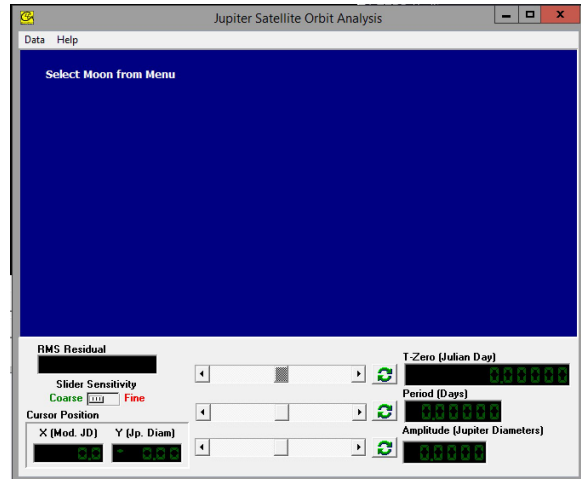 Jupiter Satellite Orbit Analysis
Data Help
Select Moon from Menu
RMS Residual
T-Zero (Julian Day)
0.00000
Slider Sensitivity
Coarse Fine
Period (Days)
0.00000
Cursor Position
X (Mod. JD) Y (Jp. Diam)
0.0 - 0.00
Amplitude (Jupiter Diameters)
0.0000